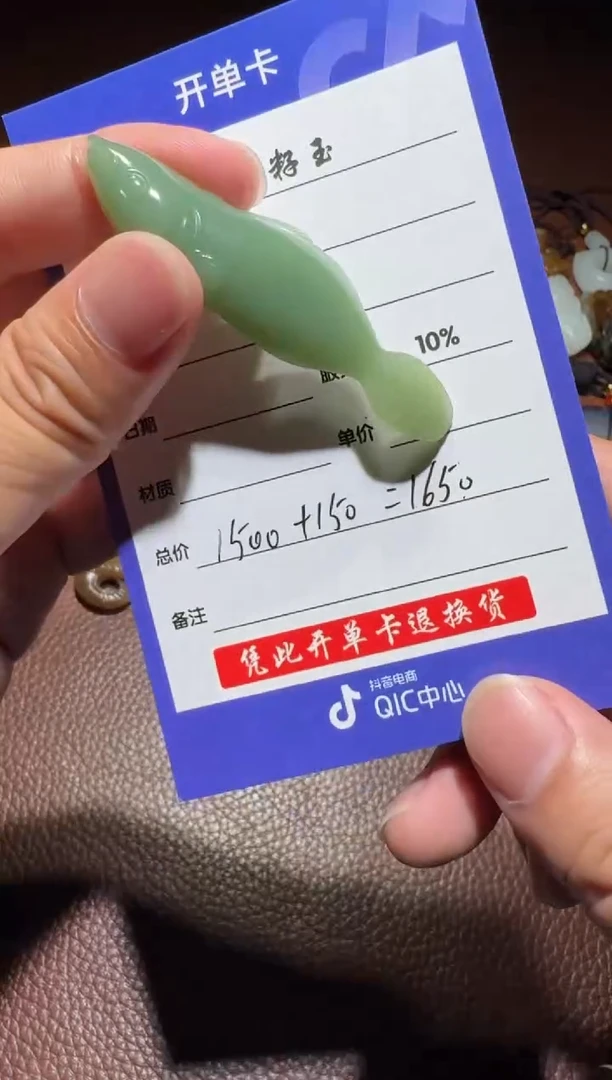 开单卡
籽玉
10%
日期
单价
材质
总价 1500+150=1650
备注
凭此开单卡退换货
抖音电商
QIC中心